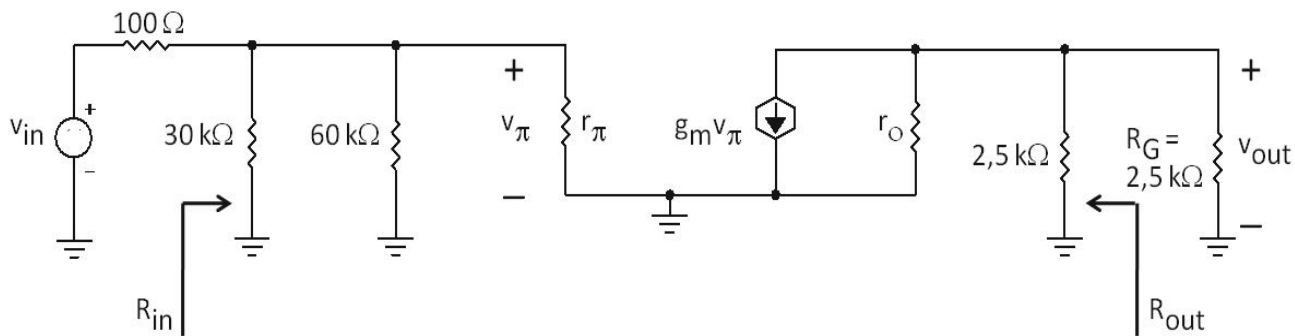 100 Ω
v_in
+
−
30 kΩ
60 kΩ
+
v_π
−
r_π
g_m v_π
r_o
2,5 kΩ
R_G =
2,5 kΩ
+
v_out
−
R_in
R_out